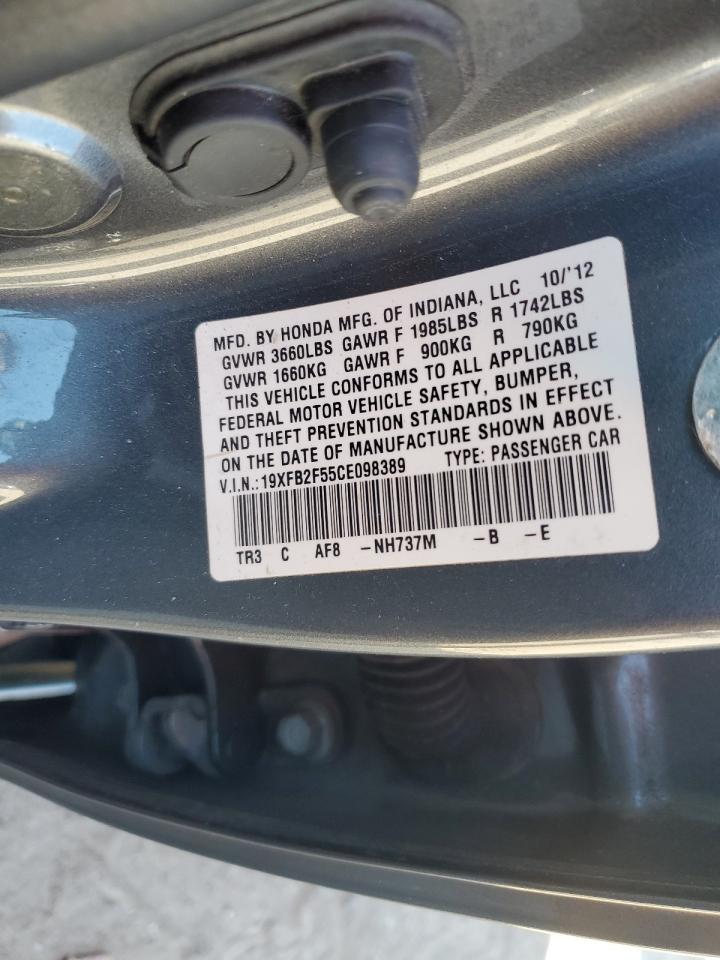 MFD. BY HONDA MFG. OF INDIANA, LLC 10/'12
GVWR 3660LBS GAWR F 1985LBS R 1742LBS
GVWR 1660KG GAWR F 900KG R 790KG
THIS VEHICLE CONFORMS TO ALL APPLICABLE
FEDERAL MOTOR VEHICLE SAFETY, BUMPER,
AND THEFT PREVENTION STANDARDS IN EFFECT
ON THE DATE OF MANUFACTURE SHOWN ABOVE.
V.I.N.:19XFB2F55CE098389 TYPE: PASSENGER CAR
TR3 C AF8 -NH737M -B -E